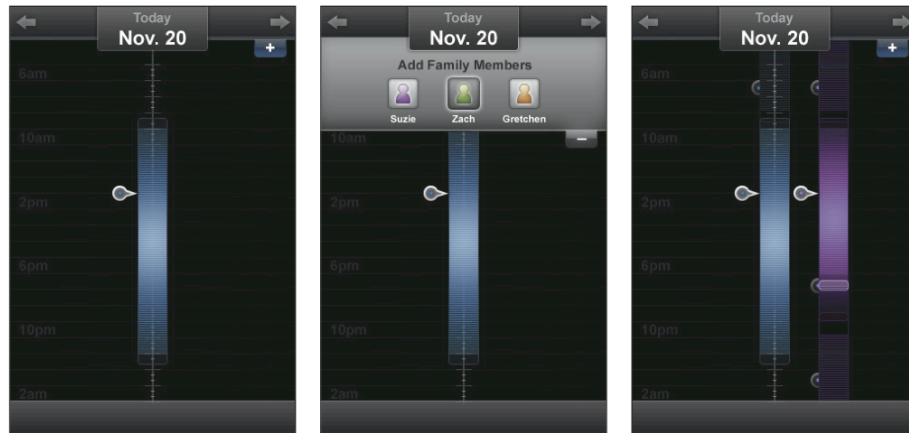 Today
Nov. 20
+
6am
10am
2pm
6pm
10pm
2am
Today
Nov. 20
Add Family Members
Suzie Zach Gretchen
−
10am
2pm
6pm
10pm
2am
Today
Nov. 20
+
6am
10am
2pm
6pm
10pm
2am